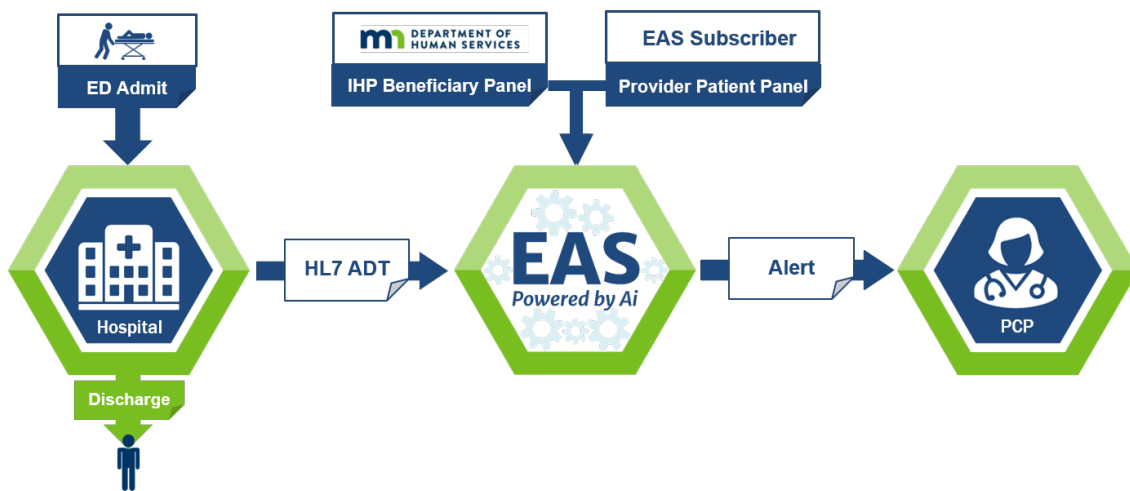 ED Admit
mn DEPARTMENT OF
HUMAN SERVICES
IHP Beneficiary Panel
EAS Subscriber
Provider Patient Panel
Hospital
HL7 ADT
EAS
Powered by Ai
Alert
PCP
Discharge